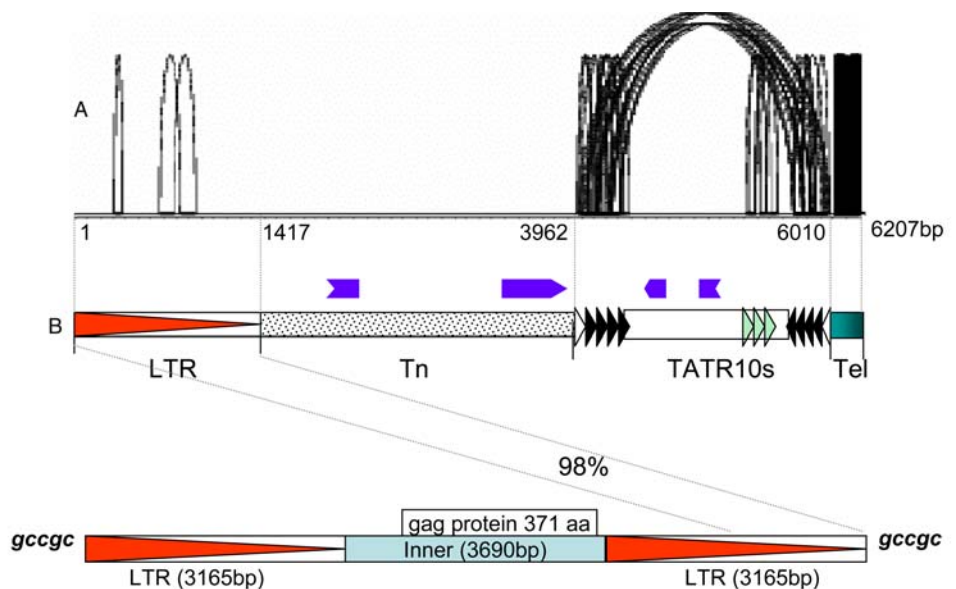 A
1 1417 3962 6010 6207bp
B
LTR Tn TATR10s Tel
98%
gag protein 371 aa
gccgc Inner (3690bp) gccgc
LTR (3165bp) LTR (3165bp)